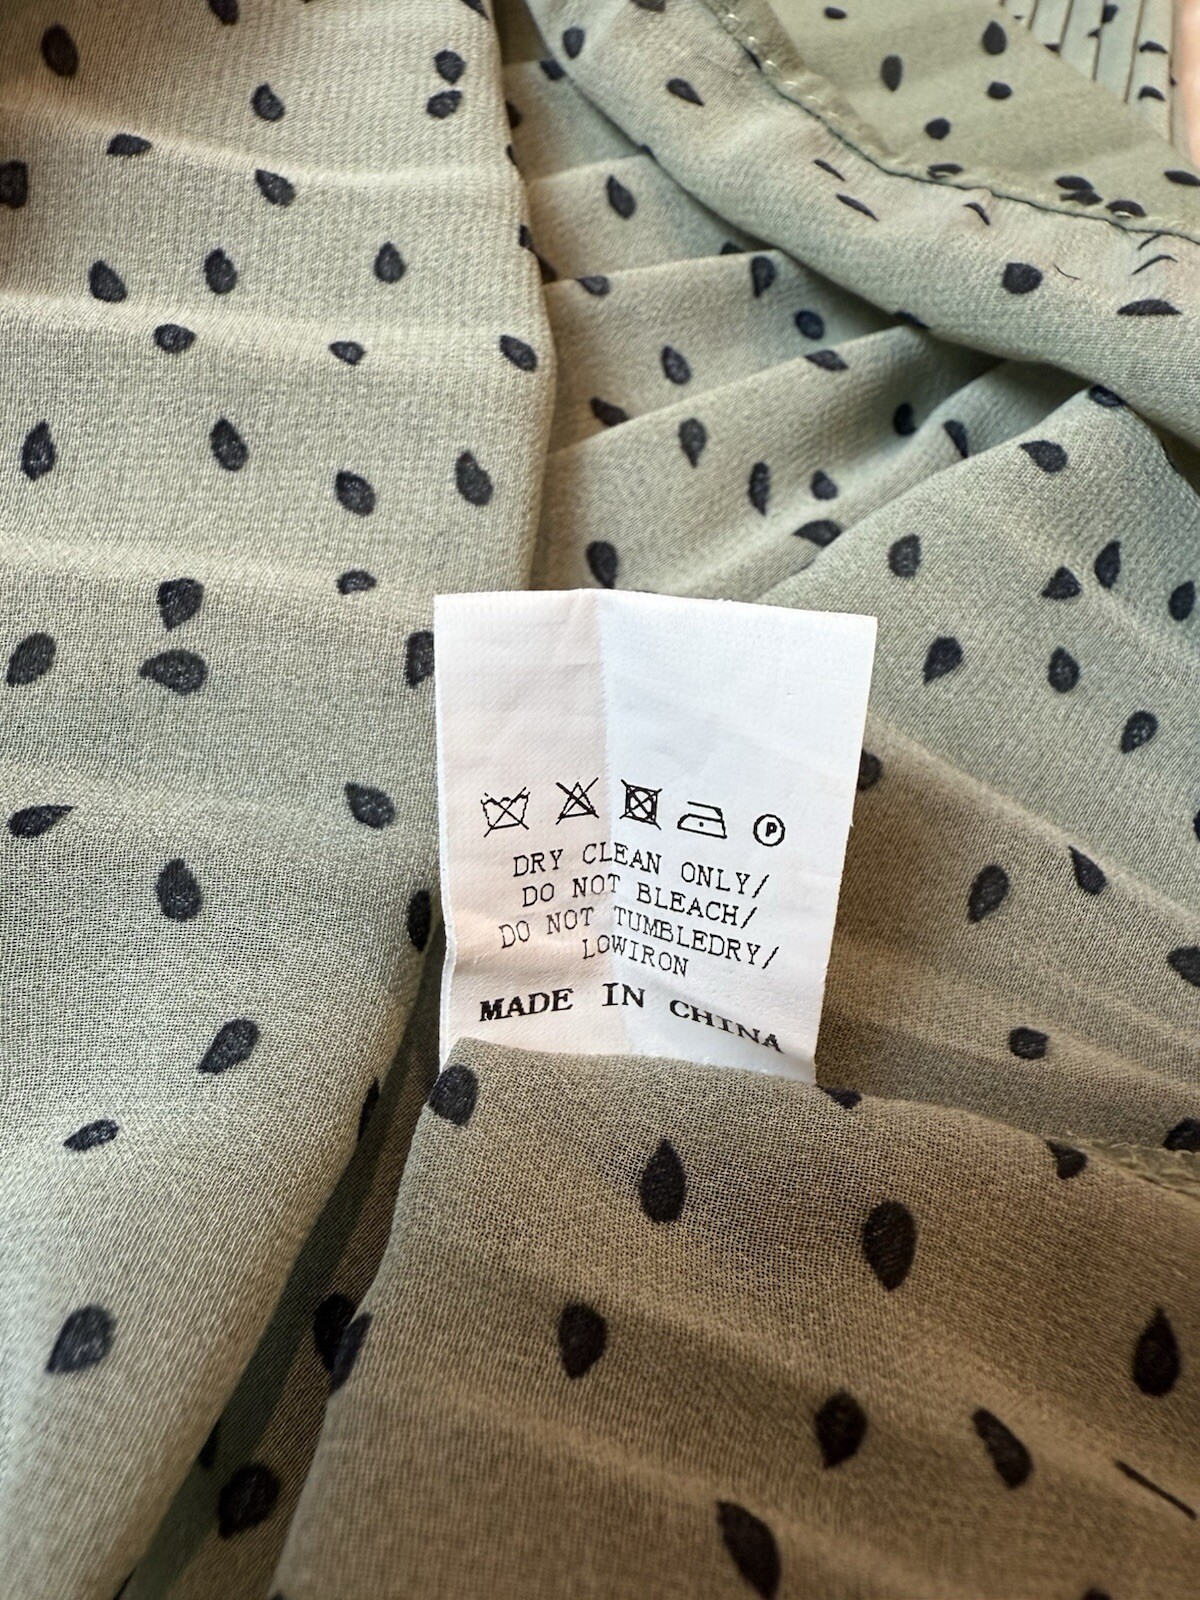 P
DRY CLEAN ONLY/
DO NOT BLEACH/
DO NOT TUMBLEDRY/
LOWIRON
MADE IN CHINA